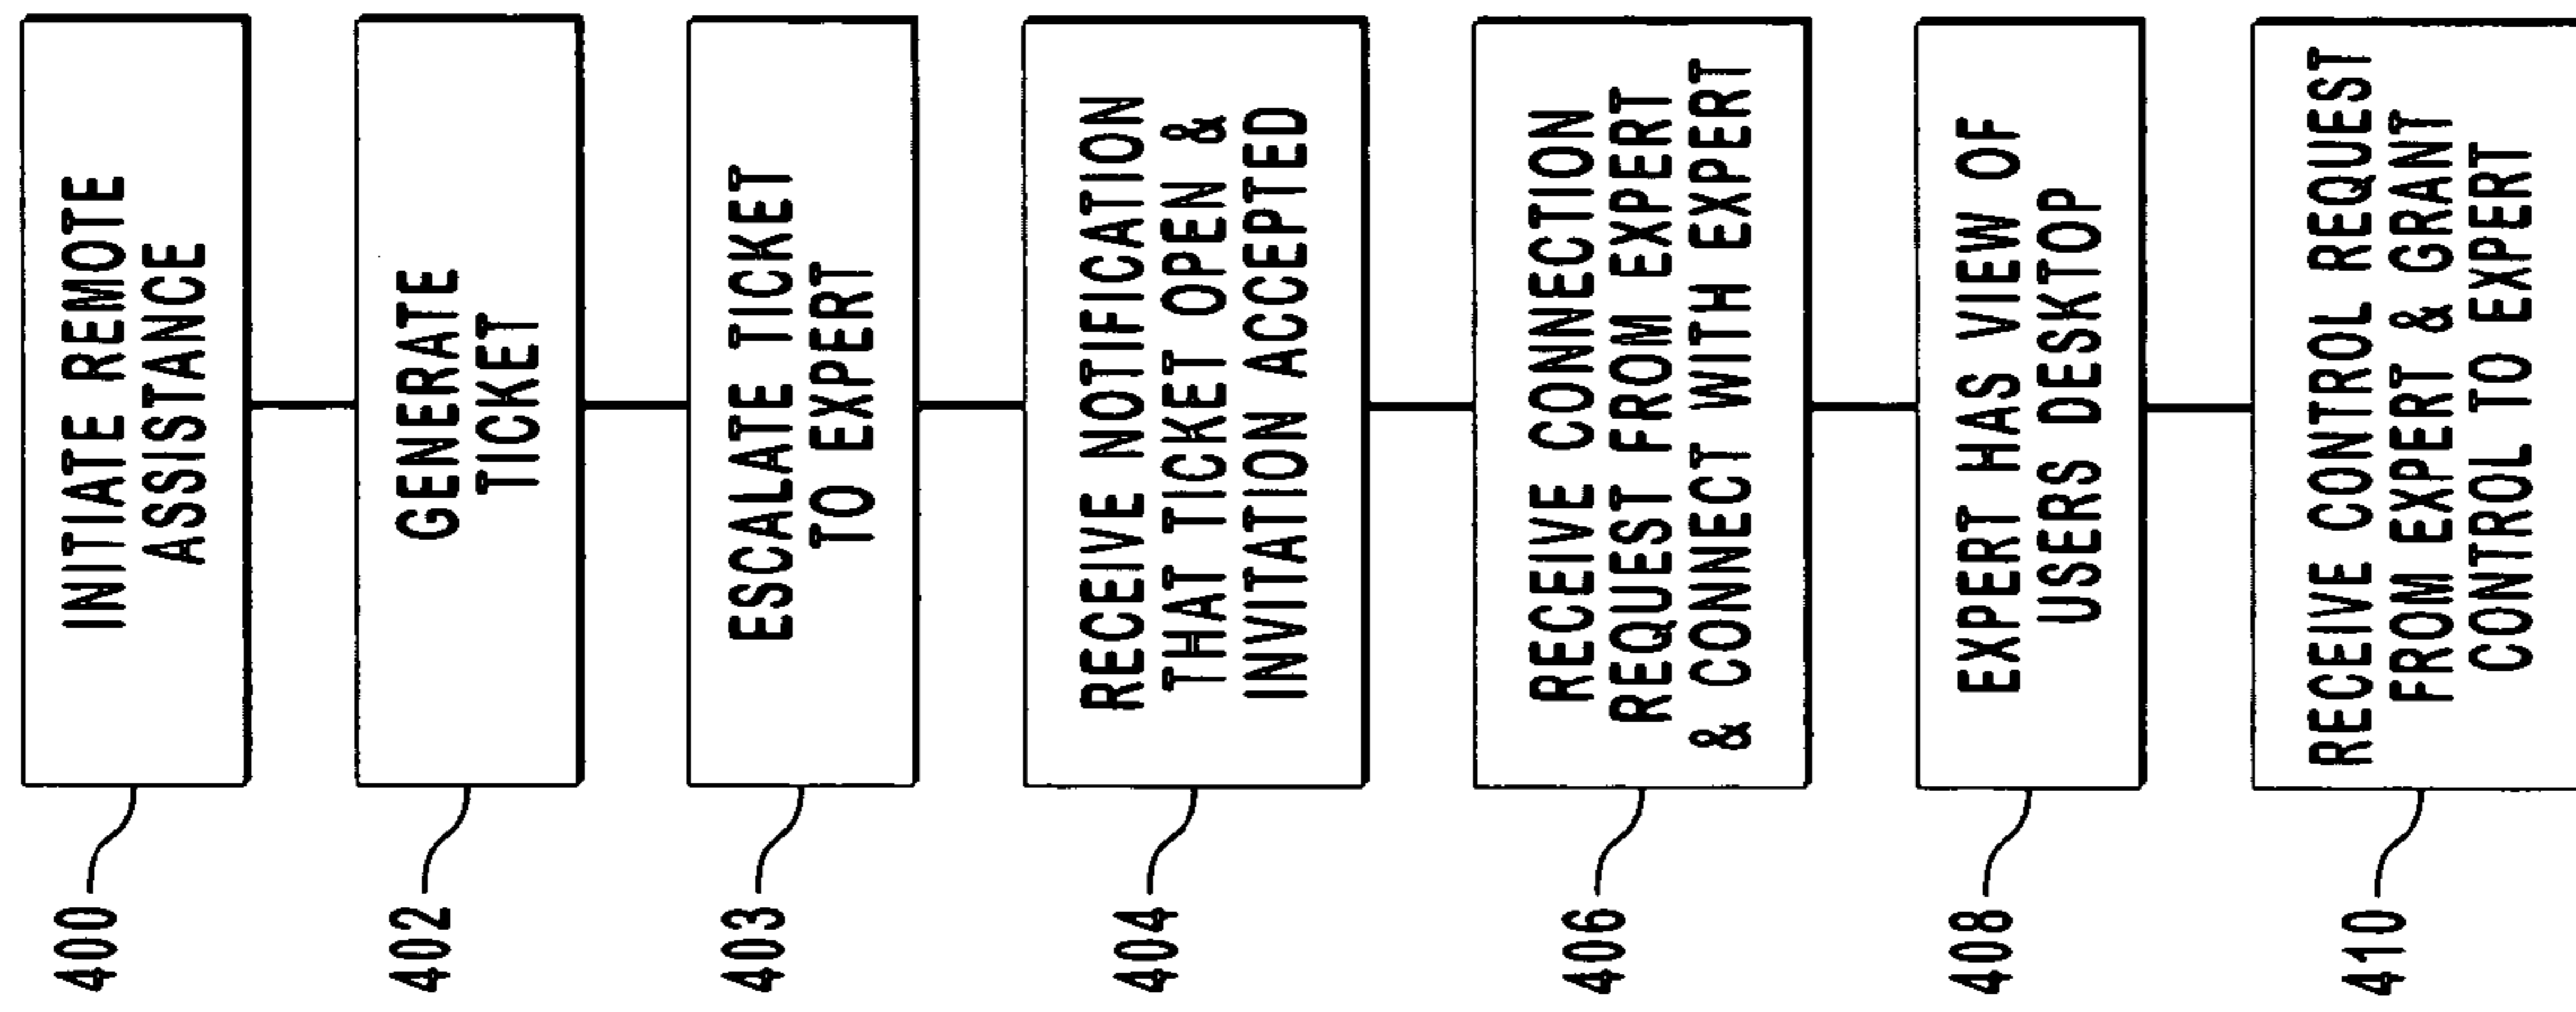 INITIATE REMOTE
ASSISTANCE
400
GENERATE
TICKET
402
ESCALATE TICKET
TO EXPERT
403
RECEIVE NOTIFICATION
THAT TICKET OPEN &
INVITATION ACCEPTED
404
RECEIVE CONNECTION
REQUEST FROM EXPERT
& CONNECT WITH EXPERT
406
EXPERT HAS VIEW OF
USERS DESKTOP
408
RECEIVE CONTROL REQUEST
FROM EXPERT & GRANT
CONTROL TO EXPERT
410